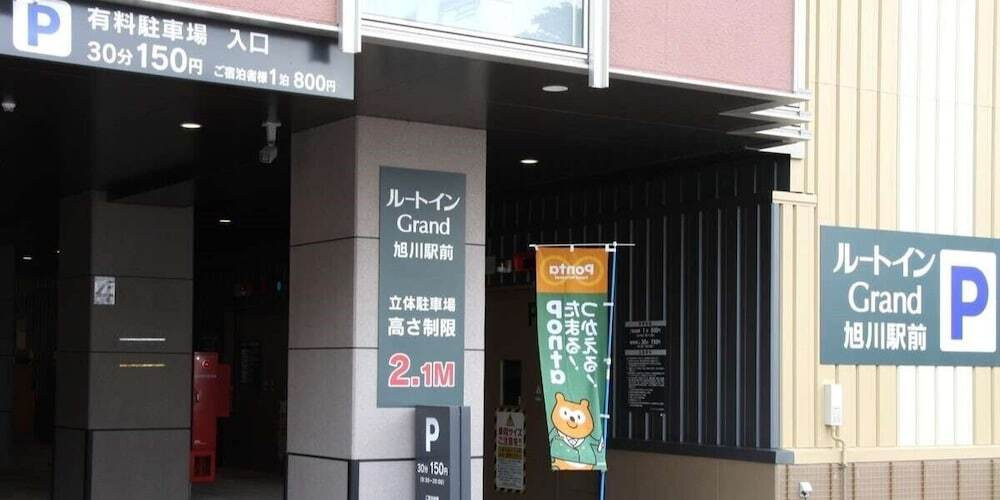 P
有料駐車場 入口
30分150円 ご宿泊者様1泊 800円
ルートイン
Grand
旭川駅前
立体駐車場
高さ制限
2.1M
P
30分150円
Ponta
つかえる!
たまる!
Ponta
ルートイン
Grand
旭川駅前
P